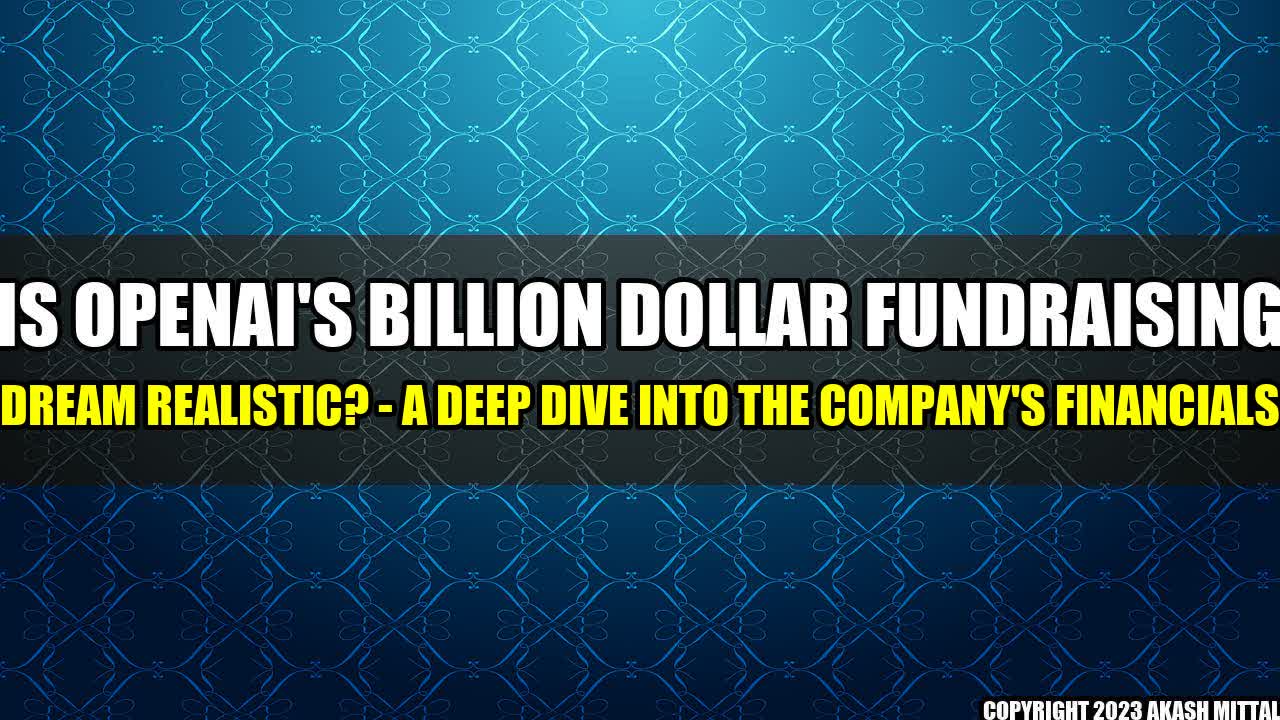 IS OPENAI'S BILLION DOLLAR FUNDRAISING
DREAM REALISTIC? - A DEEP DIVE INTO THE COMPANY'S FINANCIALS
COPYRIGHT 2023 AKASH MITTAL